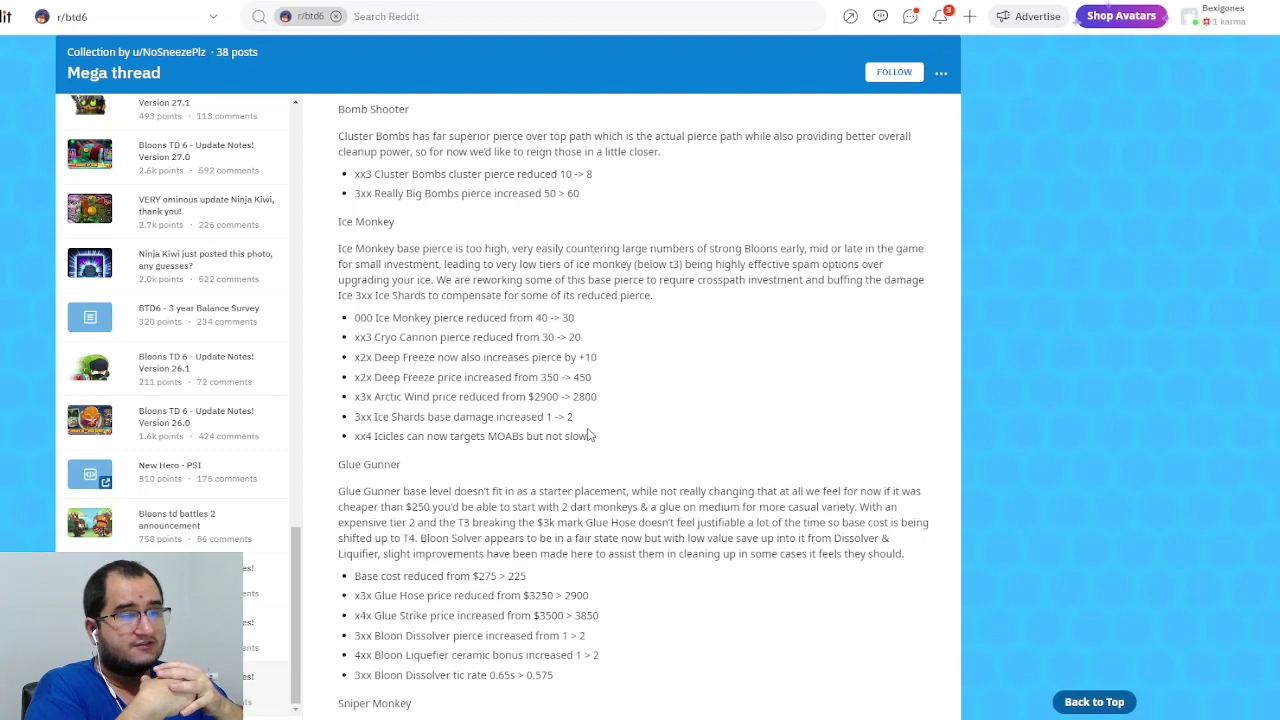 it
r/btd6
r/btd6
Search Reddit
3
Advertise
Shop Avatars
Bexigones
1 karma
Collection by u/NoSneezePlz · 38 posts
Mega thread
FOLLOW
Version 27.1
493 points · 113 comments
Bloons TD 6 - Update Notes!
Version 27.0
2.6k points · 592 comments
VERY ominous update Ninja Kiwi,
thank you!
2.7k points · 226 comments
Ninja Kiwi just posted this photo,
any guesses?
2.0k points · 522 comments
BTD6 - 3 year Balance Survey
320 points · 234 comments
Bloons TD 6 - Update Notes!
Version 26.1
211 points · 72 comments
Bloons TD 6 - Update Notes!
Version 26.0
1.6k points · 424 comments
New Hero - PSI
510 points · 175 comments
Bloons td battles 2
announcement
758 points · 56 comments
Bomb Shooter
Cluster Bombs has far superior pierce over top path which is the actual pierce path while also providing better overall
cleanup power, so for now we'd like to reign those in a little closer.
xx3 Cluster Bombs cluster pierce reduced 10 -> 8
3xx Really Big Bombs pierce increased 50 > 60
Ice Monkey
Ice Monkey base pierce is too high, very easily countering large numbers of strong Bloons early, mid or late in the game
for small investment, leading to very low tiers of ice monkey (below t3) being highly effective spam options over
upgrading your ice. We are reworking some of this base pierce to require crosspath investment and buffing the damage
Ice 3xx Ice Shards to compensate for some of its reduced pierce.
000 Ice Monkey pierce reduced from 40 -> 30
xx3 Cryo Cannon pierce reduced from 30 -> 20
x2x Deep Freeze now also increases pierce by +10
x2x Deep Freeze price increased from 350 -> 450
x3x Arctic Wind price reduced from $2900 -> 2800
3xx Ice Shards base damage increased 1 -> 2
xx4 Icicles can now targets MOABs but not slow
Glue Gunner
Glue Gunner base level doesn't fit in as a starter placement, while not really changing that at all we feel for now if it was
cheaper than $250 you'd be able to start with 2 dart monkeys & a glue on medium for more casual variety. With an
expensive tier 2 and the T3 breaking the $3k mark Glue Hose doesn't feel justifiable a lot of the time so base cost is being
shifted up to T4. Bloon Solver appears to be in a fair state now but with low value save up into it from Dissolver &
Liquifier, slight improvements have been made here to assist them in cleaning up in some cases it feels they should.
Base cost reduced from $275 > 225
x3x Glue Hose price reduced from $3250 > 2900
x4x Glue Strike price increased from $3500 > 3850
3xx Bloon Dissolver pierce increased from 1 > 2
4xx Bloon Liquefier ceramic bonus increased 1 > 2
3xx Bloon Dissolver tic rate 0.65s > 0.575
Sniper Monkey
Back to Top